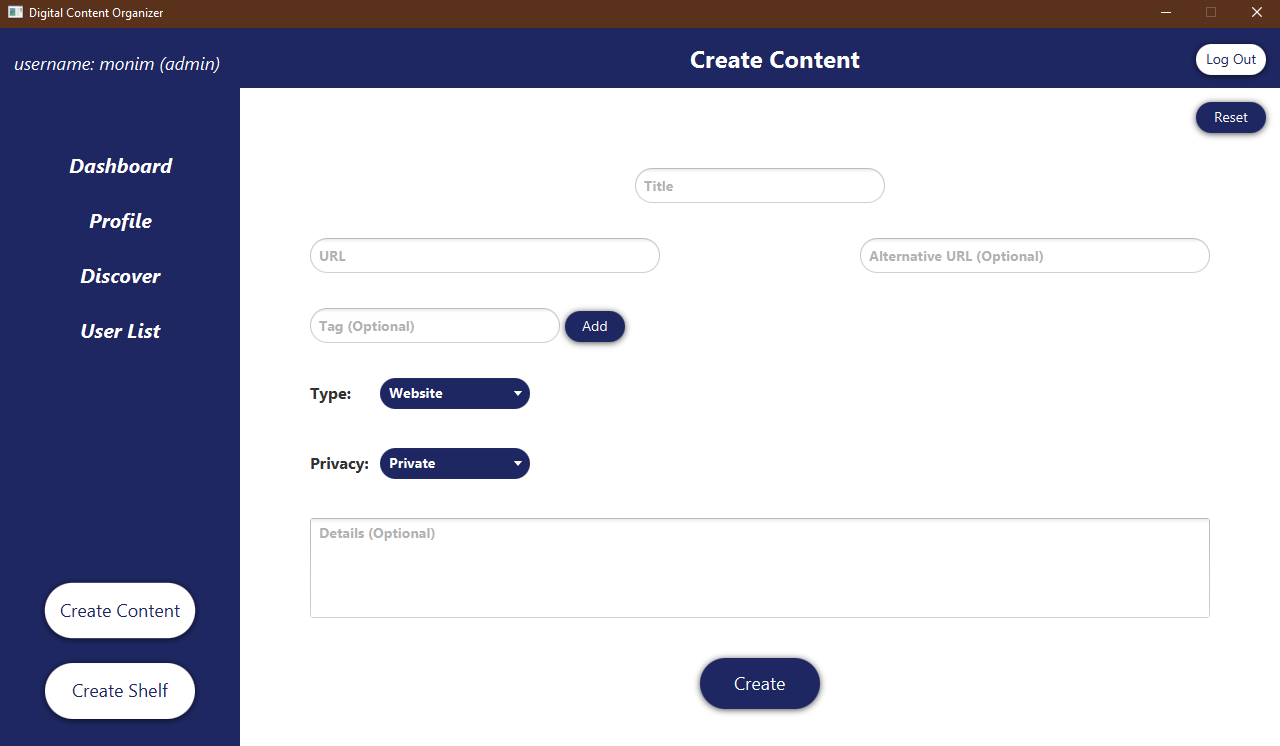 Digital Content Organizer
username: monim (admin)
Create Content
Log Out
Reset
Dashboard
Profile
Discover
User List
Create Content
Create Shelf
Title
URL
Alternative URL (Optional)
Tag (Optional)
Add
Type:
Website
Privacy:
Private
Details (Optional)
Create